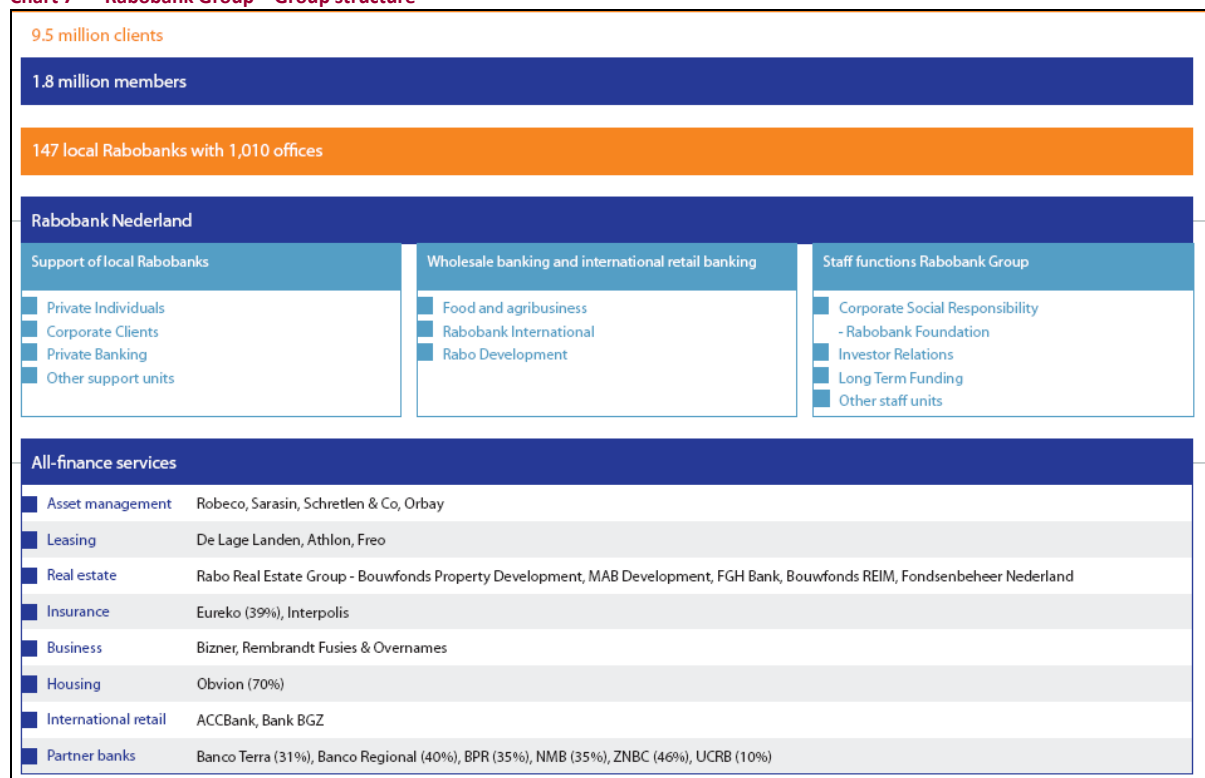 Chart 7 Rabobank Group – Group structure
9.5 million clients
1.8 million members
147 local Rabobanks with 1,010 offices
Rabobank Nederland
Support of local Rabobanks
Private Individuals
Corporate Clients
Private Banking
Other support units
Wholesale banking and international retail banking
Food and agribusiness
Rabobank International
Rabo Development
Staff functions Rabobank Group
Corporate Social Responsibility
- Rabobank Foundation
Investor Relations
Long Term Funding
Other staff units
All-finance services
Asset management Robeco, Sarasin, Schretlen & Co, Orbay
Leasing De Lage Landen, Athlon, Freo
Real estate Rabo Real Estate Group - Bouwfonds Property Development, MAB Development, FGH Bank, Bouwfonds REIM, Fondsenbeheer Nederland
Insurance Eureko (39%), Interpolis
Business Bizner, Rembrandt Fusies & Overnames
Housing Obvion (70%)
International retail ACCBank, Bank BGZ
Partner banks Banco Terra (31%), Banco Regional (40%), BPR (35%), NMB (35%), ZNBC (46%), UCRB (10%)